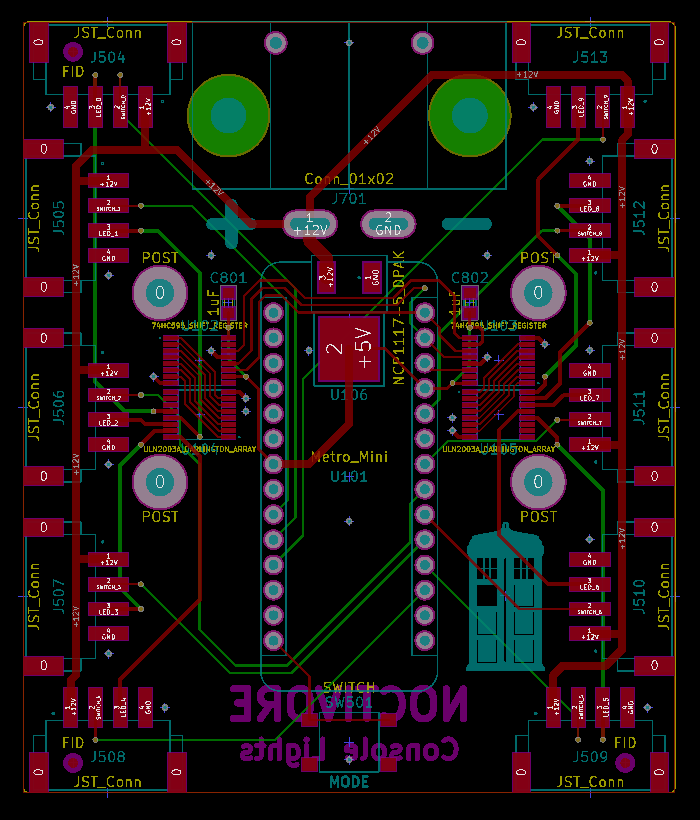 JST_Conn
J504
FID
0
0
4 GND
3 LED_0
2 SWITCH_0
1 +12V
JST_Conn
J513
0
0
4 GND
3 LED_9
2 SWITCH_9
1 +12V
+12V
+12V
+12V
Conn_01x02
J701
1 +12V
2 GND
JST_Conn
J505
0
0
1 +12V
2 SWITCH_1
3 LED_1
4 GND
+12V
JST_Conn
J512
0
0
4 GND
3 LED_8
2 SWITCH_8
1 +12V
+12V
POST
0
POST
0
C801
1uF
C802
1uF
3 +12V
1 GND
2 +5V
NCP1117-5_DPAK
U106
74HC595_SHIFT_REGISTER
74HC595_SHIFT_REGISTER
JST_Conn
J506
0
0
1 +12V
2 SWITCH_2
3 LED_2
4 GND
+12V
JST_Conn
J511
0
0
4 GND
3 LED_7
2 SWITCH_7
1 +12V
+12V
ULN2003A_DARLINGTON_ARRAY
ULN2003A_DARLINGTON_ARRAY
Metro_Mini
U101
0
POST
0
POST
JST_Conn
J507
0
0
1 +12V
2 SWITCH_3
3 LED_3
4 GND
+12V
JST_Conn
J510
0
0
4 GND
3 LED_6
2 SWITCH_6
1 +12V
+12V
SWITCH
SW501
NOCTIVORE
Console Lights
MODE
1 +12V
2 SWITCH_4
3 LED_4
4 GND
FID
J508
JST_Conn
0
0
1 +12V
2 SWITCH_5
3 LED_5
4 GND
FID
J509
JST_Conn
0
0